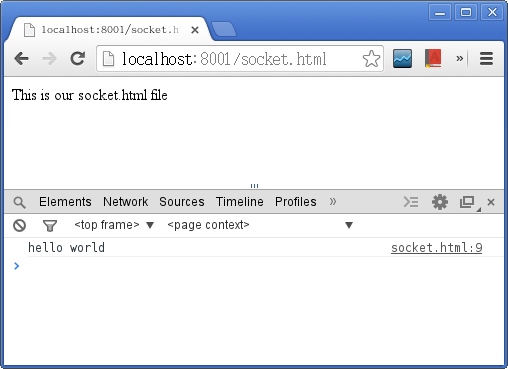 localhost:8001/socket.h
localhost:8001/socket.html
»
This is our socket.html file
Elements Network Sources Timeline Profiles »
<top frame> <page context>
hello world socket.html:9